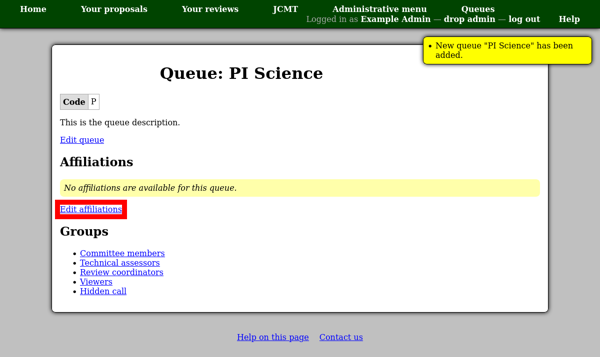 Home Your proposals Your reviews JCMT Administrative menu Queues
Logged in as Example Admin — drop admin — log out Help
• New queue "PI Science" has been
added.
Queue: PI Science
Code P
This is the queue description.
Edit queue
Affiliations
No affiliations are available for this queue.
Edit affiliations
Groups
• Committee members
• Technical assessors
• Review coordinators
• Viewers
• Hidden call
Help on this page Contact us